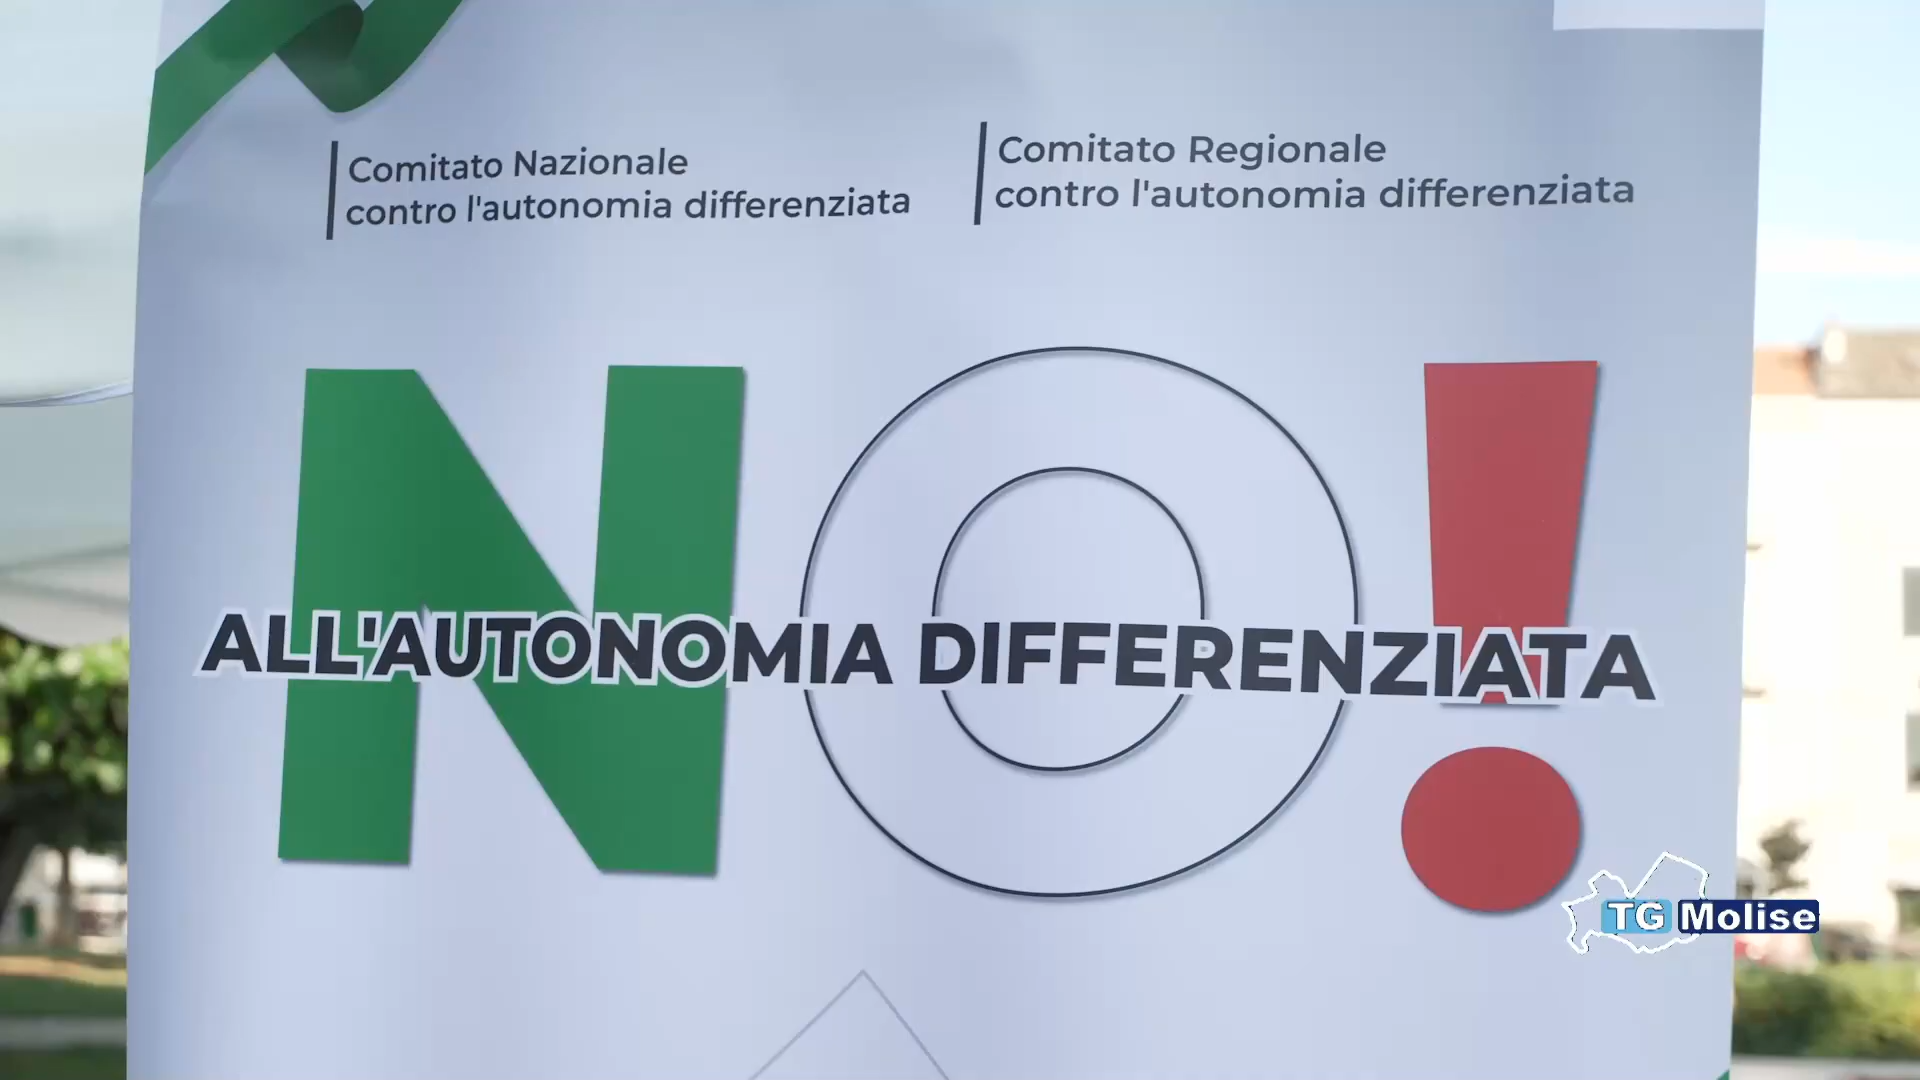 Comitato Nazionale
contro l'autonomia differenziata
Comitato Regionale
contro l'autonomia differenziata
NO!
ALL'AUTONOMIA DIFFERENZIATA
TG Molise